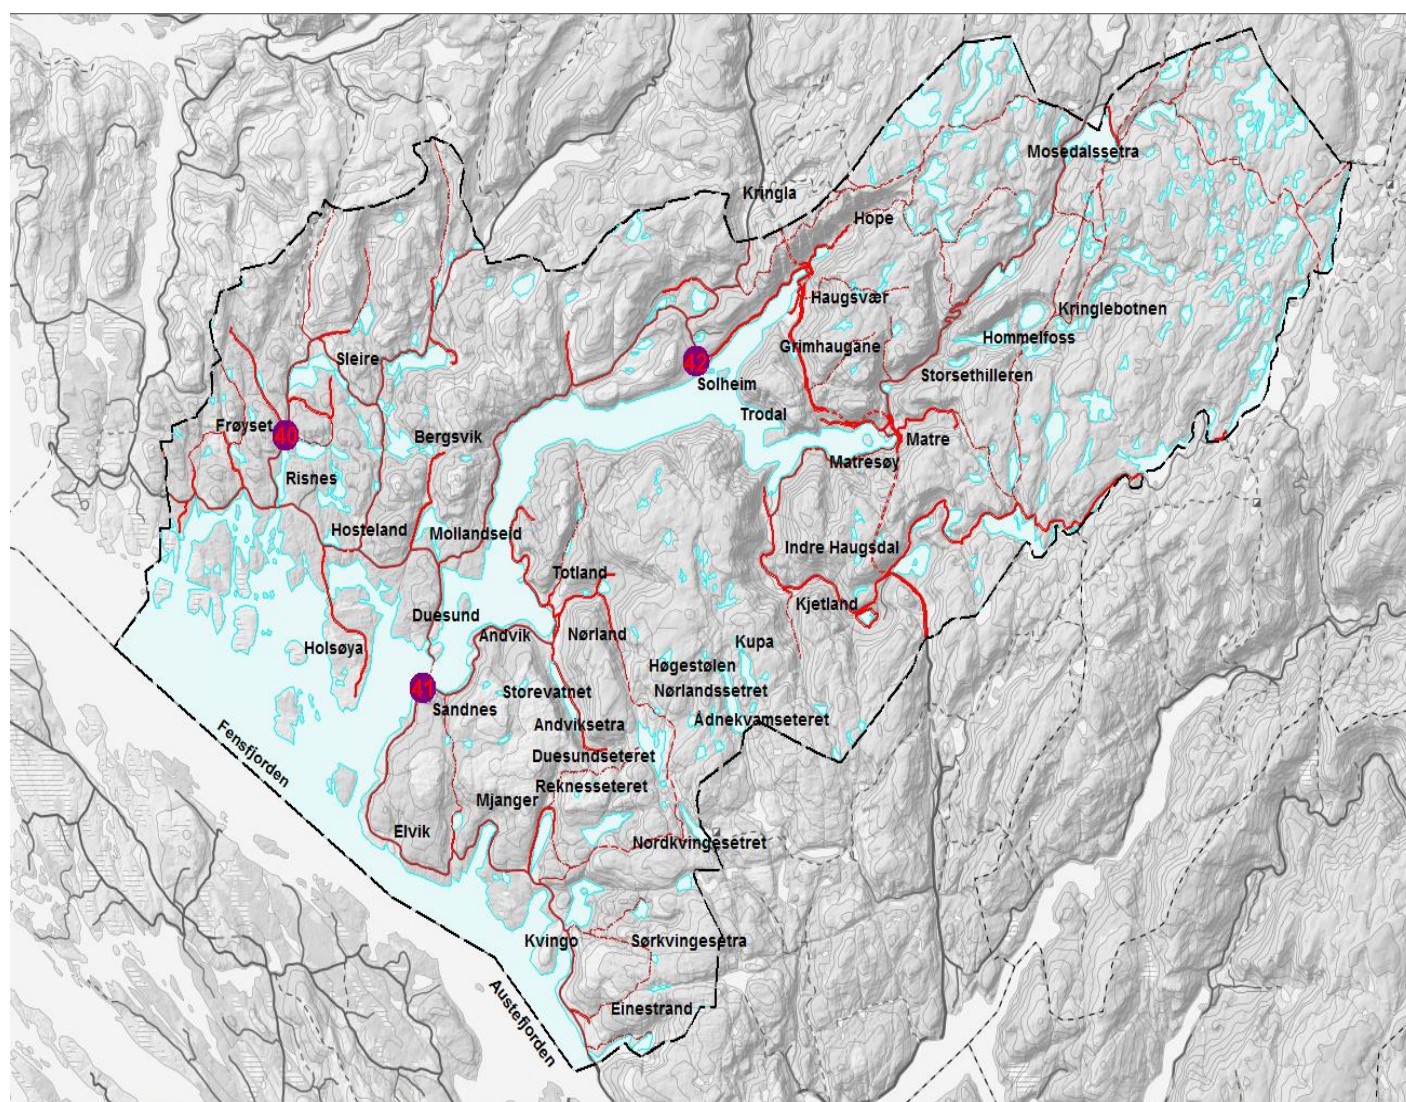 Mosedalssetra
Kringla
Hope
Haugsvær
Kringlebotnen
Hommelfoss
Grimhaugane
Sleire
42
Storsethilleren
Solheim
Trodal
Frøyset
40
Bergsvik
Matre
Matresøy
Risnes
Hosteland
Mollandseid
Indre Haugsdal
Totland
Kjetland
Duesund
Andvik
Nørland
Kupa
Holsøya
Høgestølen
41
Storevatnet
Nørlandssetret
Sandnes
Ådnekvamseteret
Andviksetra
Fensfjorden
Duesundseteret
Reknesseteret
Mjanger
Elvik
Nordkvingesetret
Kvingo
Sørkvingesetra
Einestrand
Austefjorden